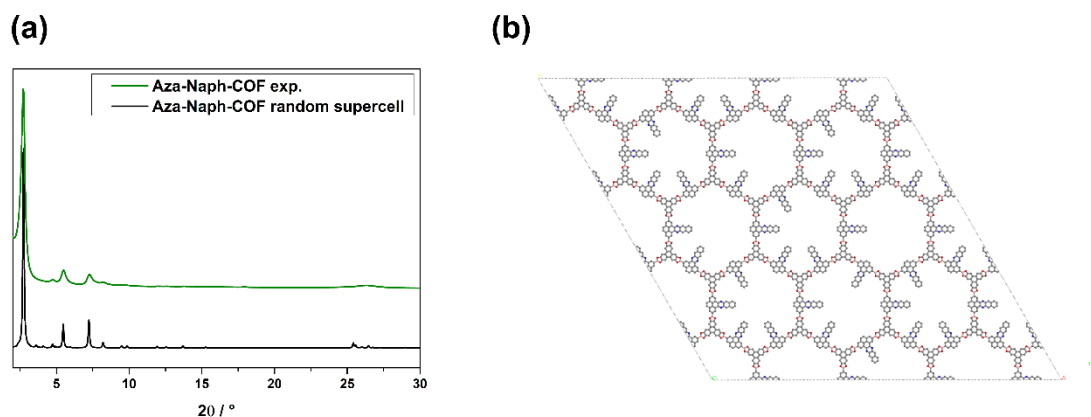 (a)
(b)
Aza-Naph-COF exp.
Aza-Naph-COF random supercell
5 10 15 20 25 30
2θ / °